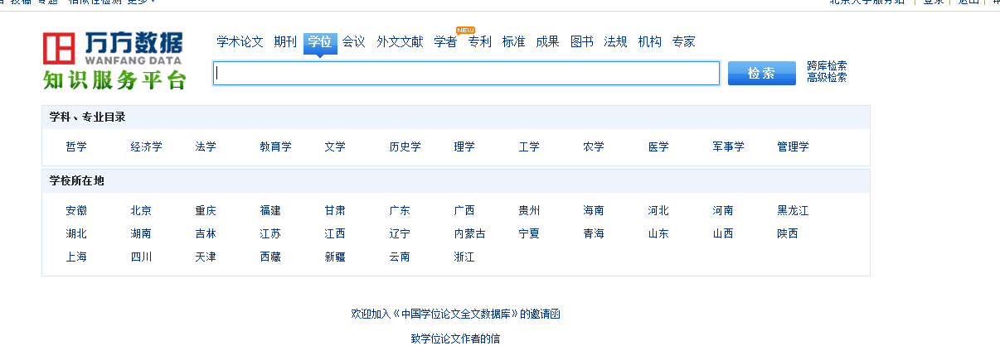 投稿 专题 相似性检测 更多 北京大学服务站 | 登录 | 退出 |
万方数据
WANFANG DATA
知识服务平台
学术论文 期刊 学位 会议 外文文献 学者 NEW 专利 标准 成果 图书 法规 机构 专家
检索
跨库检索
高级检索
学科、专业目录
哲学 经济学 法学 教育学 文学 历史学 理学 工学 农学 医学 军事学 管理学
学校所在地
安徽 北京 重庆 福建 甘肃 广东 广西 贵州 海南 河北 河南 黑龙江
湖北 湖南 吉林 江苏 江西 辽宁 内蒙古 宁夏 青海 山东 山西 陕西
上海 四川 天津 西藏 新疆 云南 浙江
欢迎加入《中国学位论文全文数据库》的邀请函
致学位论文作者的信